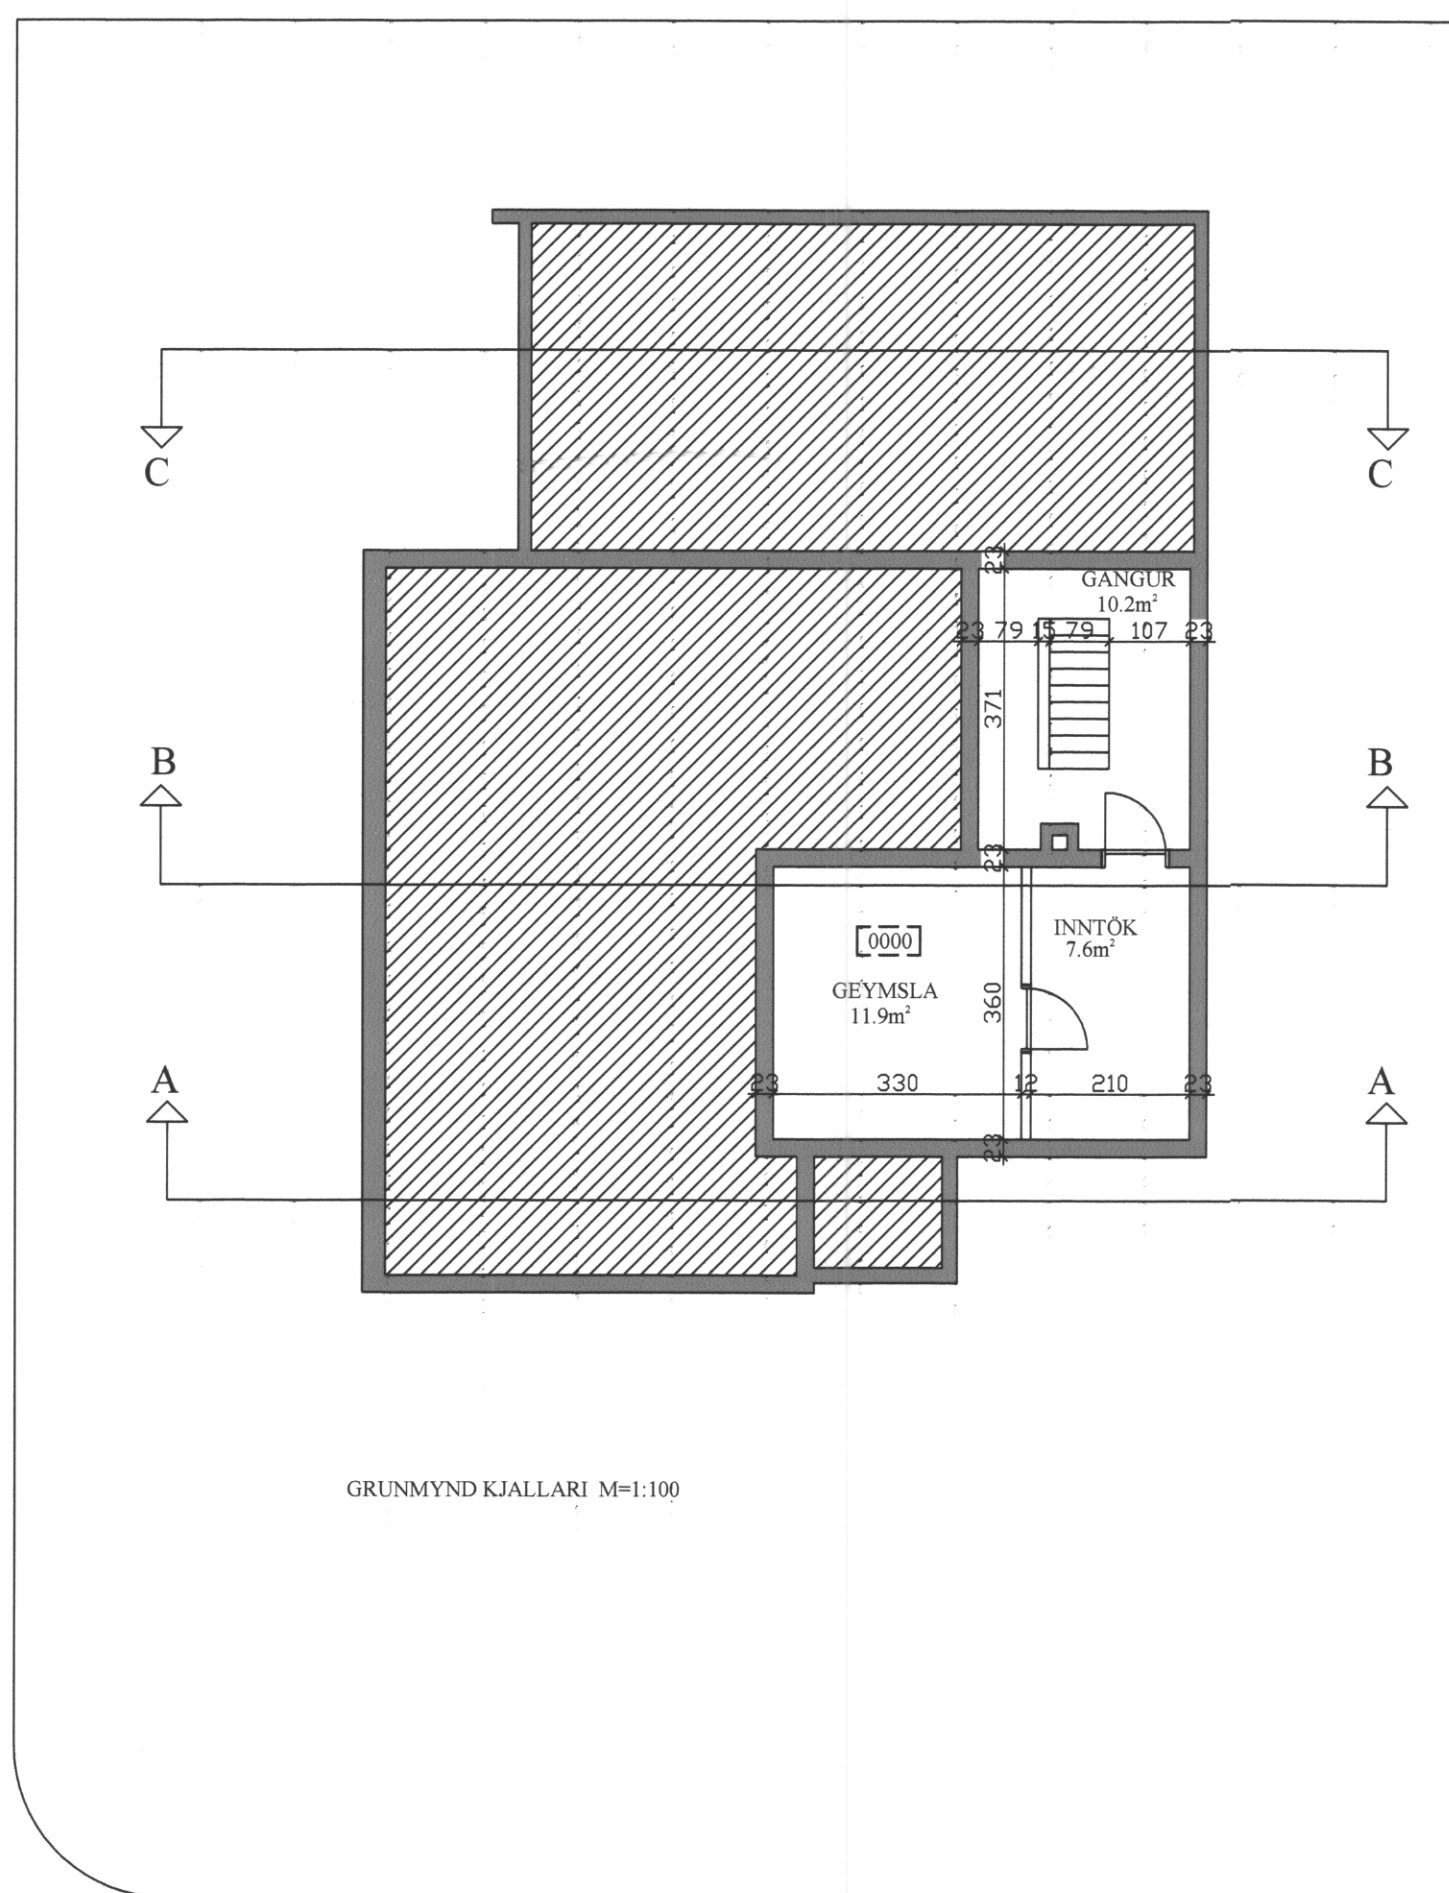 C
C
23
GANGUR
10.2m²
23 79 15 79 107 23
371
B
B
23
INNTÖK
7.6m²
0000
GEYMSLA
11.9m²
360
A
A
23 330 12 210 23
23
GRUNMYND KJALLARI M=1:100